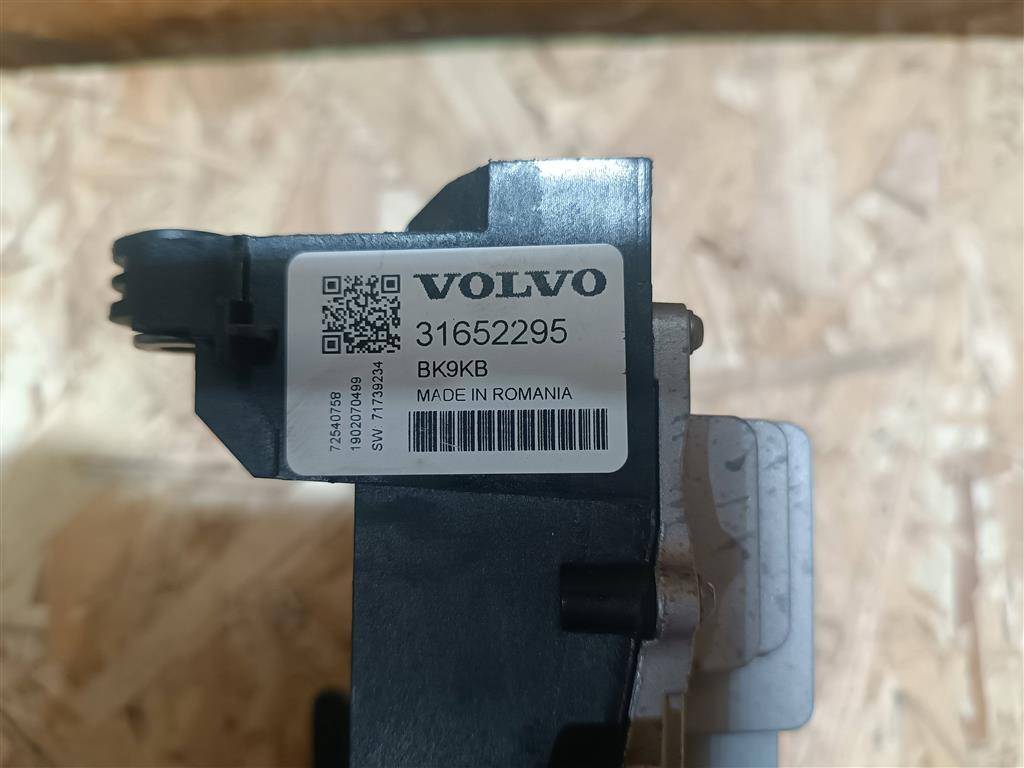 VOLVO
31652295
BK9KB
MADE IN ROMANIA
72540758
1902070499
SW 71739234